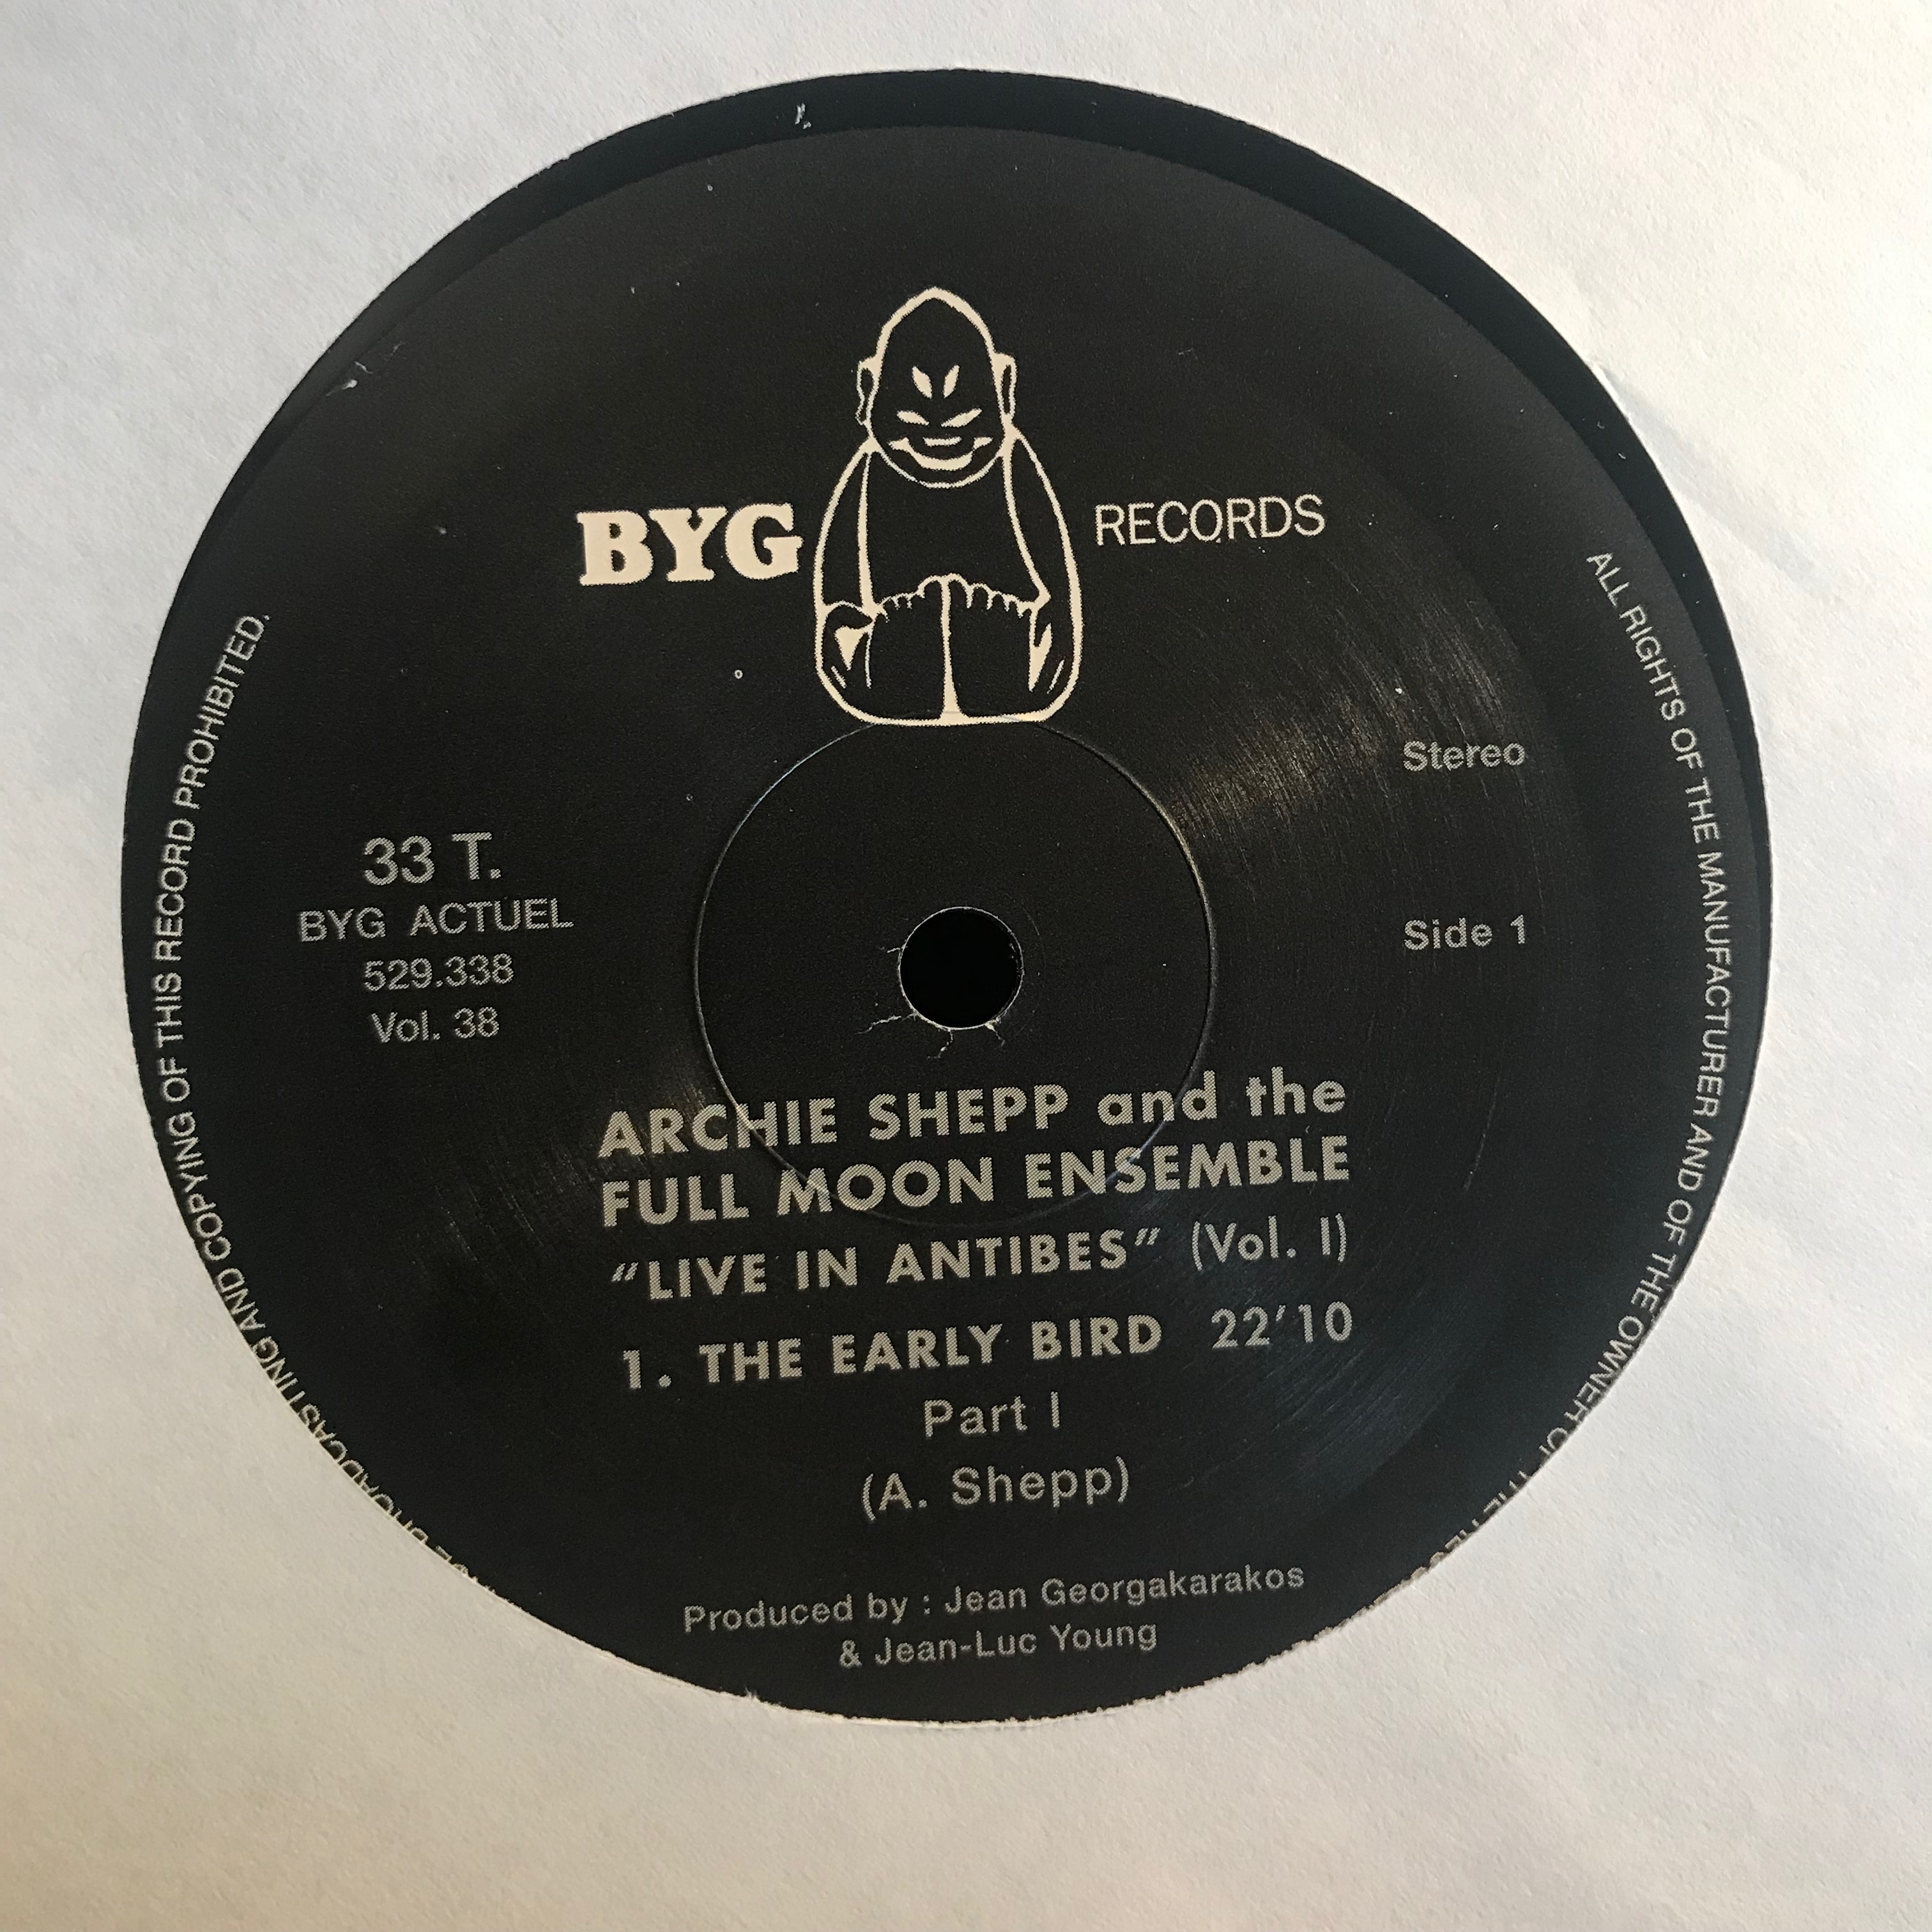 BYG RECORDS
Stereo
33 T.
BYG ACTUEL
529.338
Vol. 38
Side 1
ARCHIE SHEPP and the
FULL MOON ENSEMBLE
“LIVE IN ANTIBES” (Vol. I)
1. THE EARLY BIRD 22’10
Part I
(A. Shepp)
Produced by : Jean Georgakarakos
& Jean-Luc Young
ALL RIGHTS OF THE MANUFACTURER AND OF THE OWNER OF THE
BROADCASTING AND COPYING OF THIS RECORD PROHIBITED.